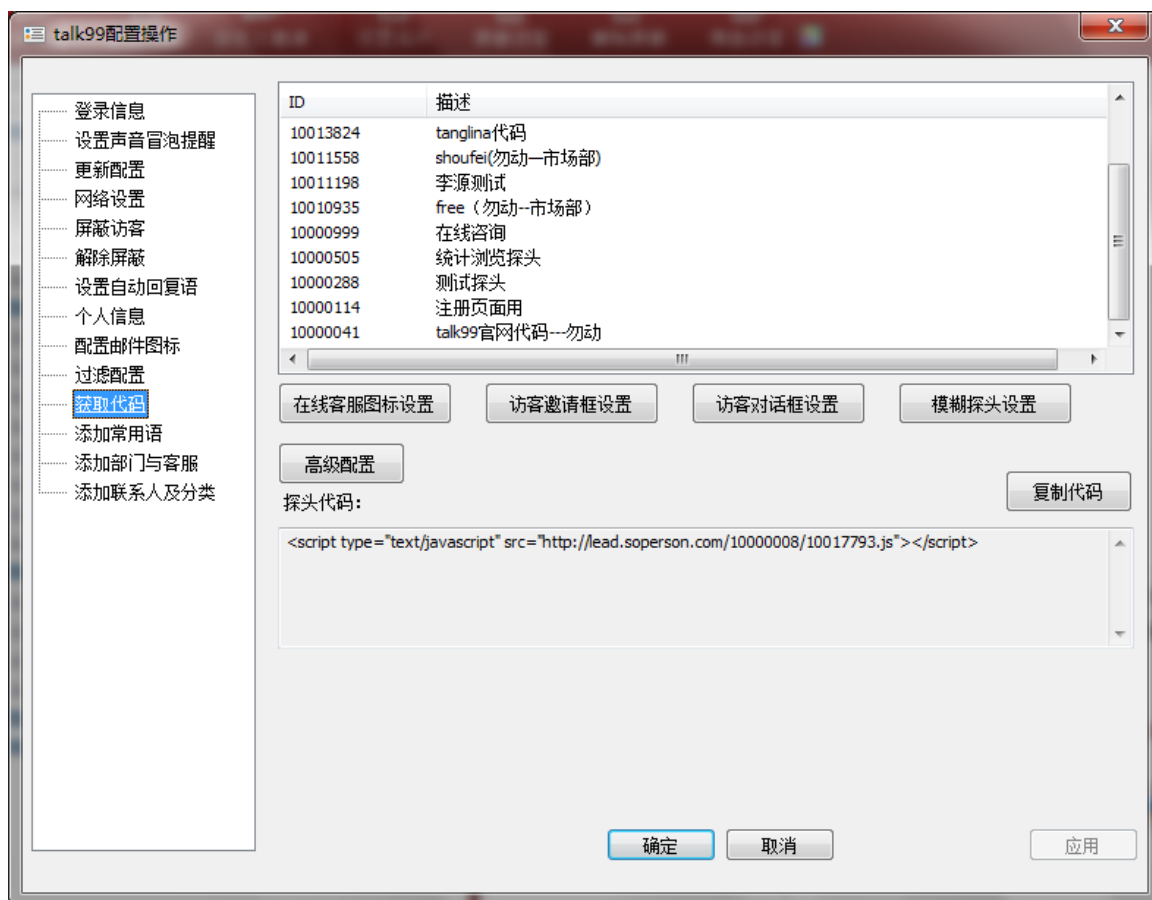 talk99配置操作
登录信息
设置声音冒泡提醒
更新配置
网络设置
屏蔽访客
解除屏蔽
设置自动回复语
个人信息
配置邮件图标
过滤配置
获取代码
添加常用语
添加部门与客服
添加联系人及分类
ID 描述
10013824 tanglina代码
10011558 shoufei(勿动—市场部)
10011198 李源测试
10010935 free（勿动--市场部）
10000999 在线咨询
10000505 统计浏览探头
10000288 测试探头
10000114 注册页面用
10000041 talk99官网代码---勿动
在线客服图标设置 访客邀请框设置 访客对话框设置 模糊探头设置
高级配置
探头代码: 复制代码
<script type="text/javascript" src="http://lead.soperson.com/10000008/10017793.js"></script>
确定 取消 应用